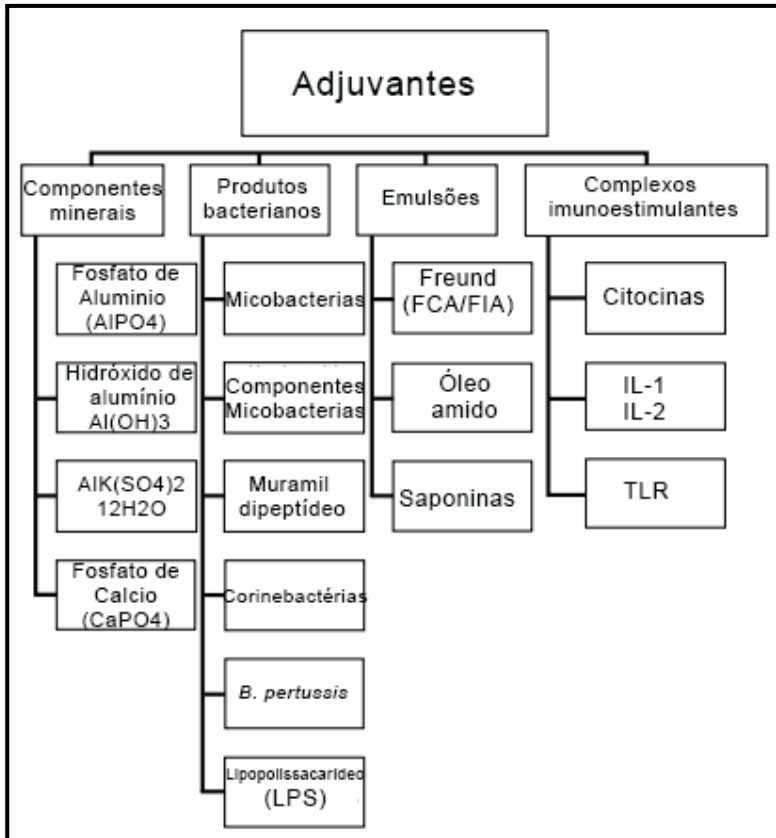 Adjuvantes
Componentes
minerais
Produtos
bacterianos
Emulsões
Complexos
imunoestimulantes
Fosfato de
Aluminio
(AlPO4)
Hidróxido de
alumínio
Al(OH)3
AlK(SO4)2
12H2O
Fosfato de
Calcio
(CaPO4)
Micobacterias
Componentes
Micobacterias
Muramil
dipeptídeo
Corinebactérias
B. pertussis
Lipopolissacarideo
(LPS)
Freund
(FCA/FIA)
Óleo
amido
Saponinas
Citocinas
IL-1
IL-2
TLR